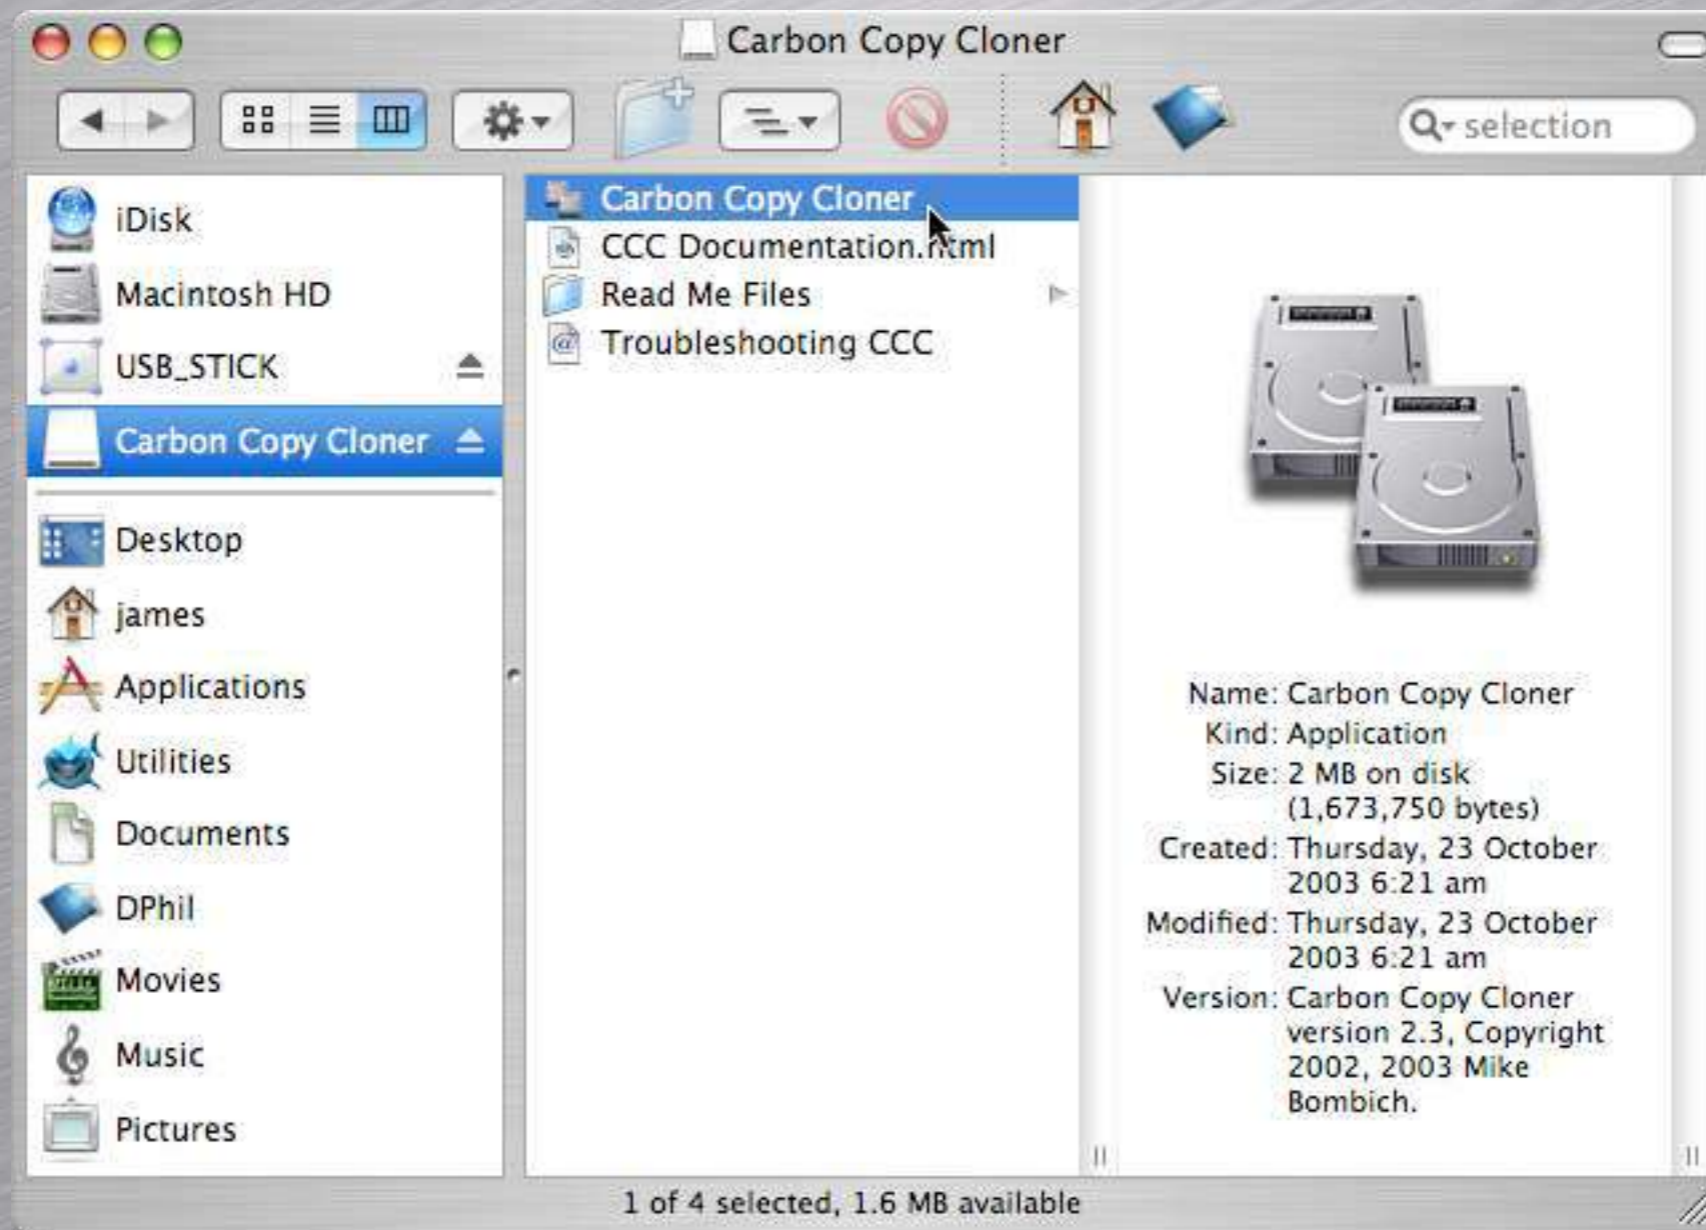 Carbon Copy Cloner
selection
iDisk
Macintosh HD
USB_STICK
Carbon Copy Cloner
Desktop
james
Applications
Utilities
Documents
DPhil
Movies
Music
Pictures
Carbon Copy Cloner
CCC Documentation.html
Read Me Files
Troubleshooting CCC
Name: Carbon Copy Cloner
Kind: Application
Size: 2 MB on disk
(1,673,750 bytes)
Created: Thursday, 23 October
2003 6:21 am
Modified: Thursday, 23 October
2003 6:21 am
Version: Carbon Copy Cloner
version 2.3, Copyright
2002, 2003 Mike
Bombich.
1 of 4 selected, 1.6 MB available